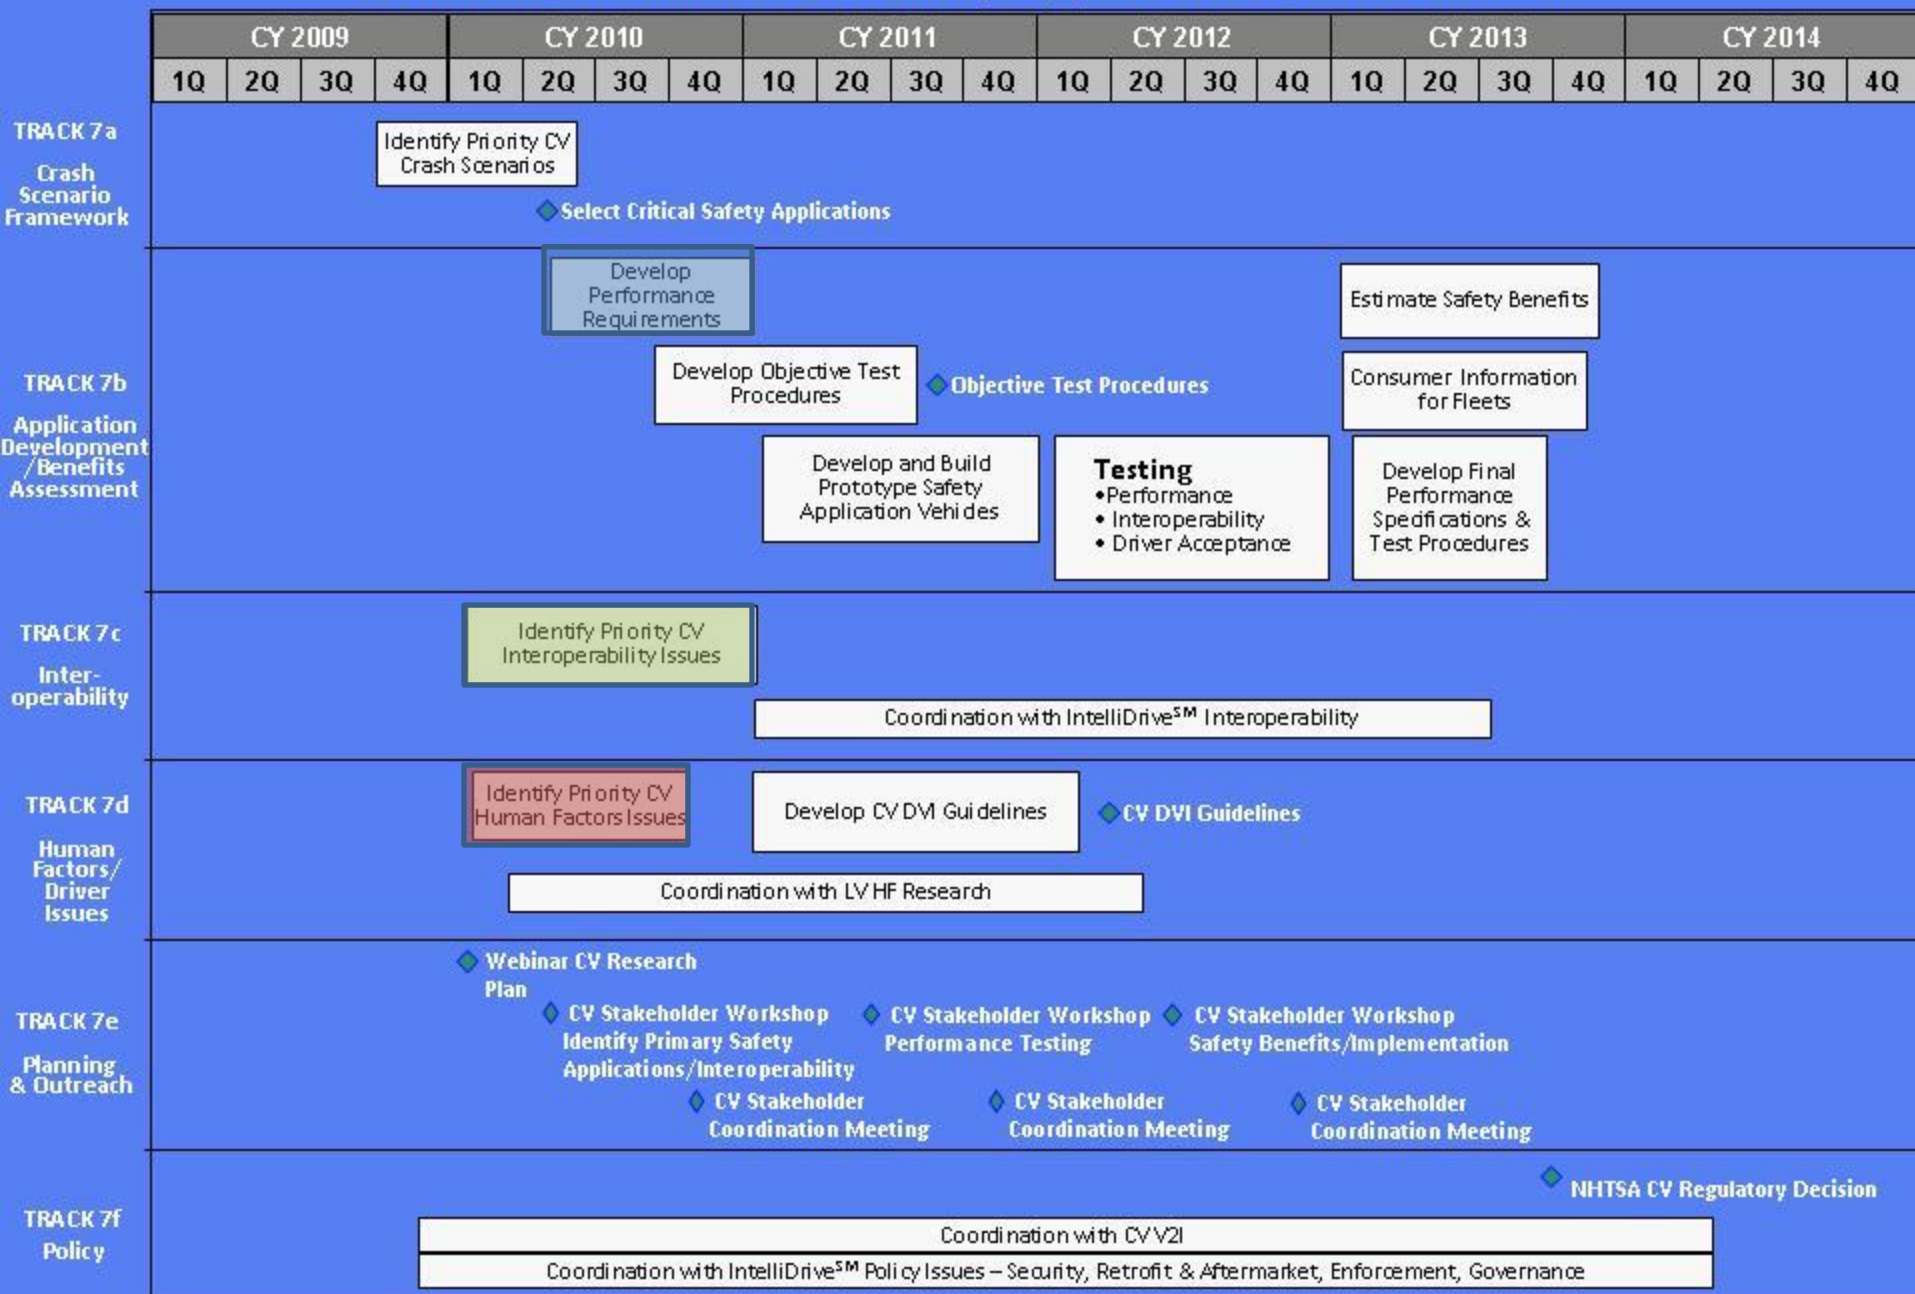 CY 2009 CY 2010 CY 2011 CY 2012 CY 2013 CY 2014
1Q 2Q 3Q 4Q 1Q 2Q 3Q 4Q 1Q 2Q 3Q 4Q 1Q 2Q 3Q 4Q 1Q 2Q 3Q 4Q 1Q 2Q 3Q 4Q
TRACK 7a
Crash
Scenario
Framework
Identify Priority CV
Crash Scenarios
Select Critical Safety Applications
TRACK 7b
Application
Development
/Benefits
Assessment
Develop
Performance
Requirements
Estimate Safety Benefits
Develop Objective Test
Procedures
Objective Test Procedures
Consumer Information
for Fleets
Develop and Build
Prototype Safety
Application Vehicles
Testing
•Performance
• Interoperability
• Driver Acceptance
Develop Final
Performance
Specifications &
Test Procedures
TRACK 7c
Inter-
operability
Identify Priority CV
Interoperability Issues
Coordination with IntelliDrive℠ Interoperability
TRACK 7d
Human
Factors/
Driver
Issues
Identify Priority CV
Human Factors Issues
Develop CV DVI Guidelines
CV DVI Guidelines
Coordination with LV HF Research
TRACK 7e
Planning
& Outreach
Webinar CV Research
Plan
CV Stakeholder Workshop
Identify Primary Safety
Applications/Interoperability
CV Stakeholder Workshop
Performance Testing
CV Stakeholder Workshop
Safety Benefits/Implementation
CV Stakeholder
Coordination Meeting
CV Stakeholder
Coordination Meeting
CV Stakeholder
Coordination Meeting
TRACK 7f
Policy
NHTSA CV Regulatory Decision
Coordination with CV V2I
Coordination with IntelliDrive℠ Policy Issues – Security, Retrofit & Aftermarket, Enforcement, Governance